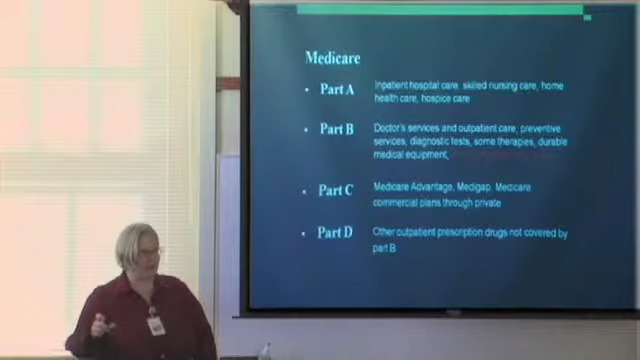 Medicare
• Part A Inpatient hospital care, skilled nursing care, home
health care, hospice care
• Part B Doctor's services and outpatient care, preventive
services, diagnostic tests, some therapies, durable
medical equipment,
• Part C Medicare Advantage, Medigap, Medicare
commercial plans through private
• Part D Other outpatient prescription drugs not covered by
part B